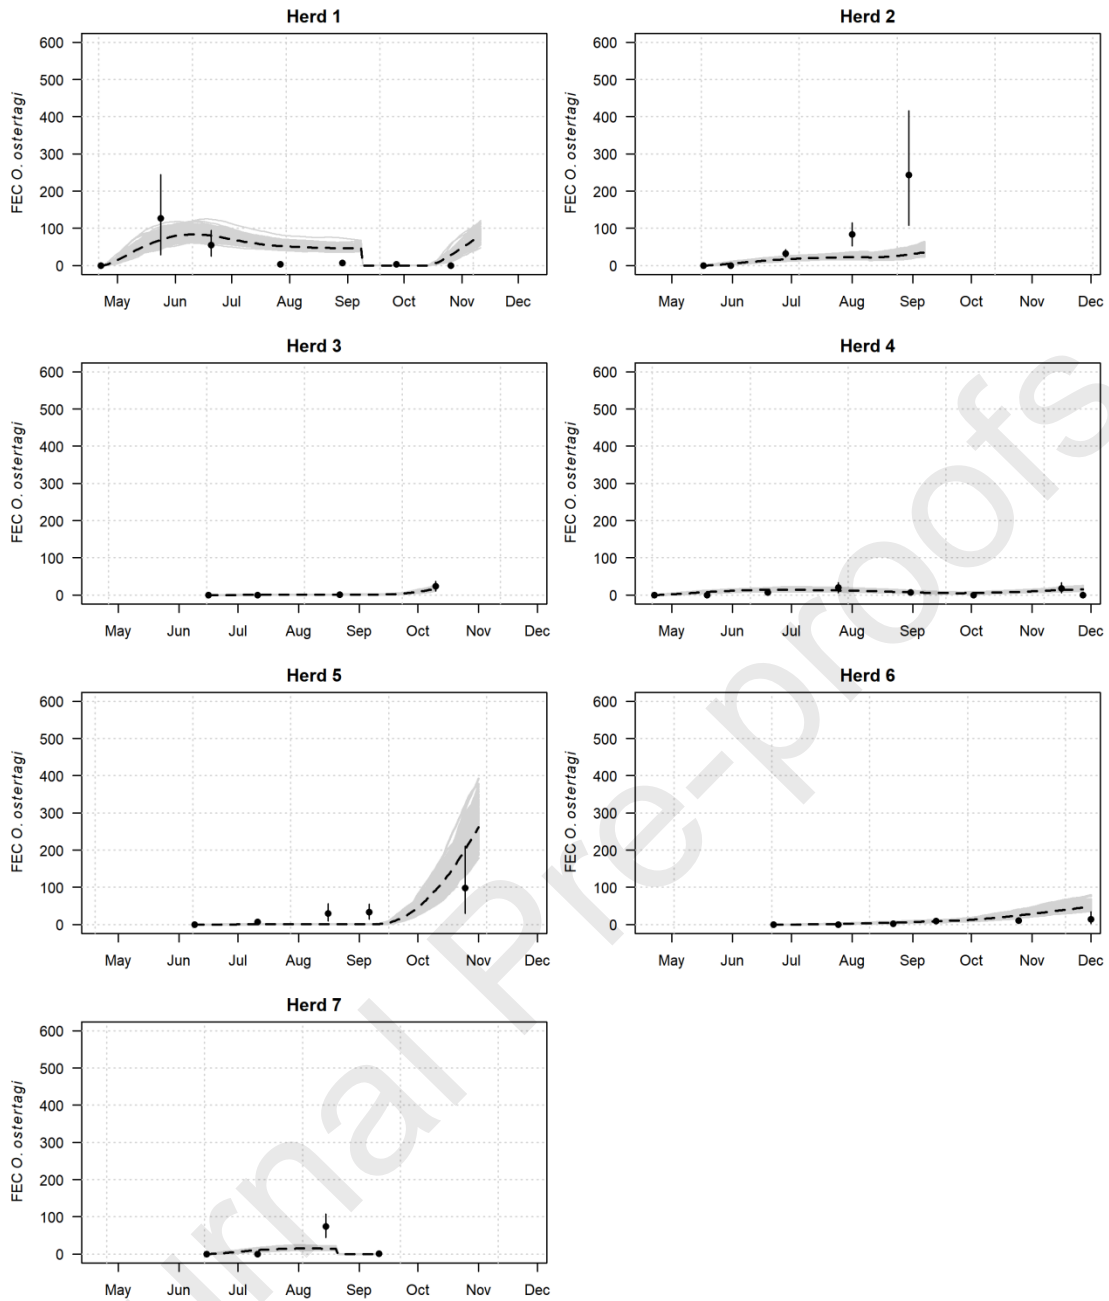 Herd 1
FEC O. ostertagi
600
500
400
300
200
100
0
May Jun Jul Aug Sep Oct Nov Dec
Herd 2
FEC O. ostertagi
600
500
400
300
200
100
0
Jun Jul Aug Sep Oct Nov Dec
Herd 3
FEC O. ostertagi
600
500
400
300
200
100
0
May Jun Jul Aug Sep Oct Nov Dec
Herd 4
FEC O. ostertagi
600
500
400
300
200
100
0
May Jun Jul Aug Sep Oct Nov Dec
Herd 5
FEC O. ostertagi
600
500
400
300
200
100
0
May Jun Jul Aug Sep Oct Nov Dec
Herd 6
FEC O. ostertagi
600
500
400
300
200
100
0
May Jun Jul Aug Sep Oct Nov Dec
Herd 7
FEC O. ostertagi
600
500
400
300
200
100
0
May Jun Jul Aug Sep Oct Nov Dec
urnal Pre-proofs